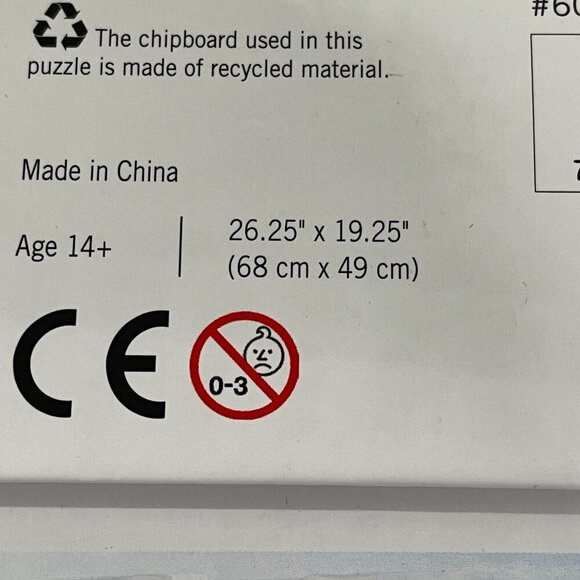 #60
The chipboard used in this
puzzle is made of recycled material.
Made in China
Age 14+
26.25" x 19.25"
(68 cm x 49 cm)
CE
0-3